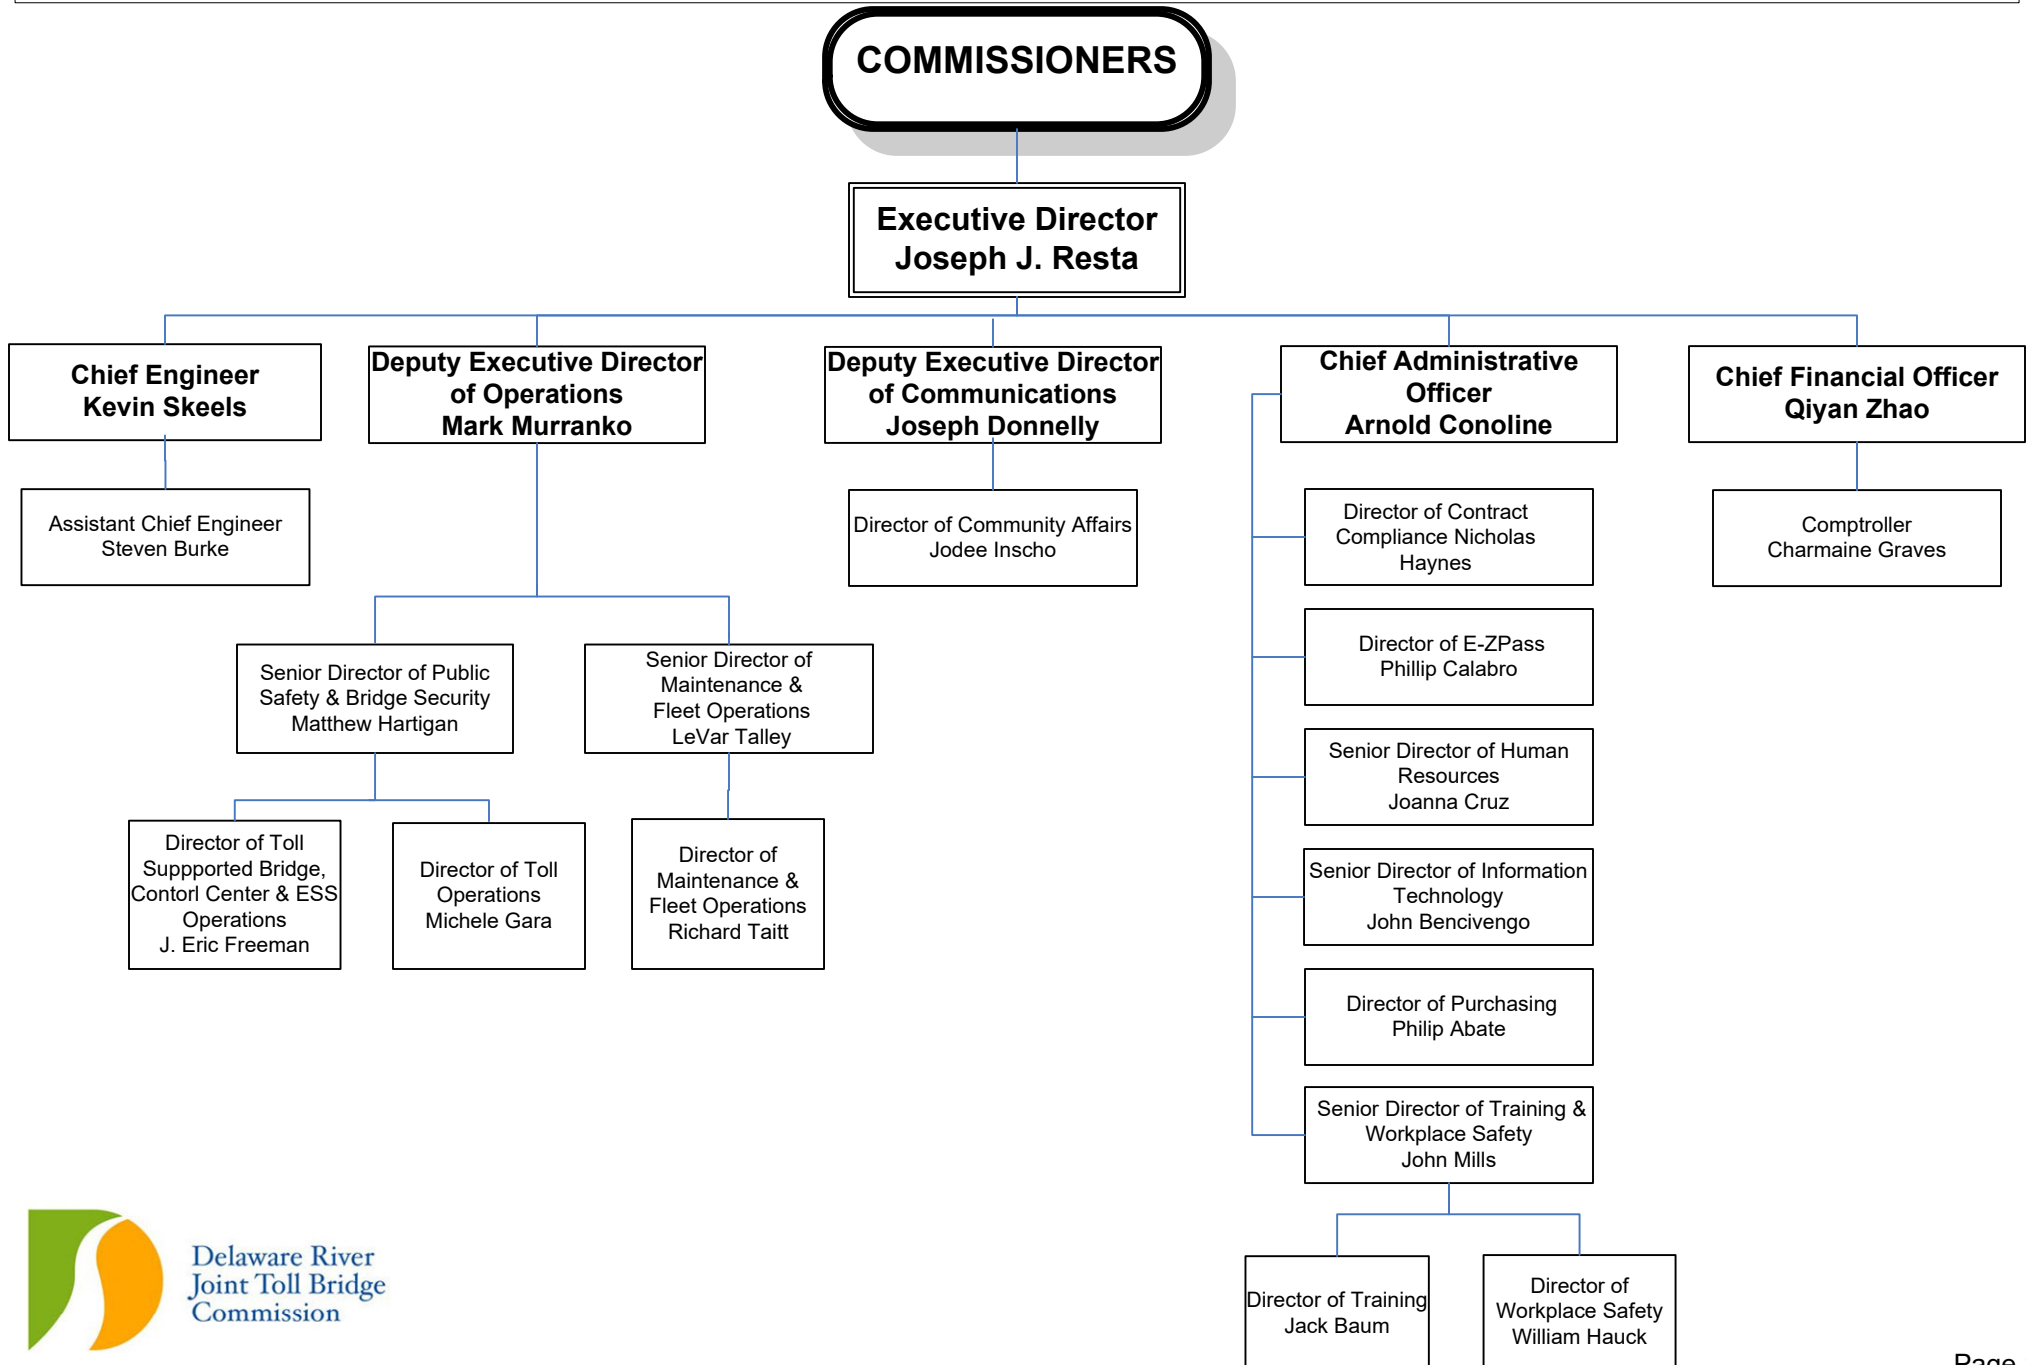 COMMISSIONERS
Executive Director
Joseph J. Resta
Chief Engineer
Kevin Skeels
Deputy Executive Director
of Operations
Mark Murranko
Deputy Executive Director
of Communications
Joseph Donnelly
Chief Administrative
Officer
Arnold Conoline
Chief Financial Officer
Qiyan Zhao
Assistant Chief Engineer
Steven Burke
Director of Community Affairs
Jodee Inscho
Director of Contract
Compliance Nicholas
Haynes
Comptroller
Charmaine Graves
Director of E-ZPass
Phillip Calabro
Senior Director of Public
Safety & Bridge Security
Matthew Hartigan
Senior Director of
Maintenance &
Fleet Operations
LeVar Talley
Senior Director of Human
Resources
Joanna Cruz
Director of Toll
Suppported Bridge,
Contorl Center & ESS
Operations
J. Eric Freeman
Director of Toll
Operations
Michele Gara
Director of
Maintenance &
Fleet Operations
Richard Taitt
Senior Director of Information
Technology
John Bencivengo
Director of Purchasing
Philip Abate
Senior Director of Training &
Workplace Safety
John Mills
Director of Training
Jack Baum
Director of
Workplace Safety
William Hauck
Delaware River
Joint Toll Bridge
Commission
Page